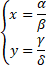 x = α/β
y = γ/δ